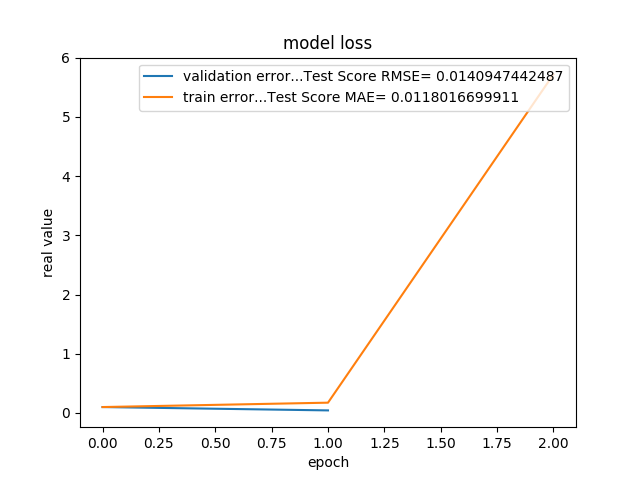 model loss
validation error...Test Score RMSE= 0.0140947442487
train error...Test Score MAE= 0.0118016699911
6
5
4
3
2
1
0
real value
0.00 0.25 0.50 0.75 1.00 1.25 1.50 1.75 2.00
epoch